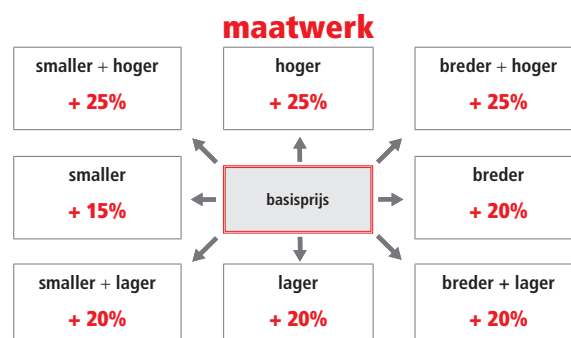 maatwerk
smaller + hoger
+ 25%
hoger
+ 25%
breder + hoger
+ 25%
smaller
+ 15%
basisprijs
breder
+ 20%
smaller + lager
+ 20%
lager
+ 20%
breder + lager
+ 20%